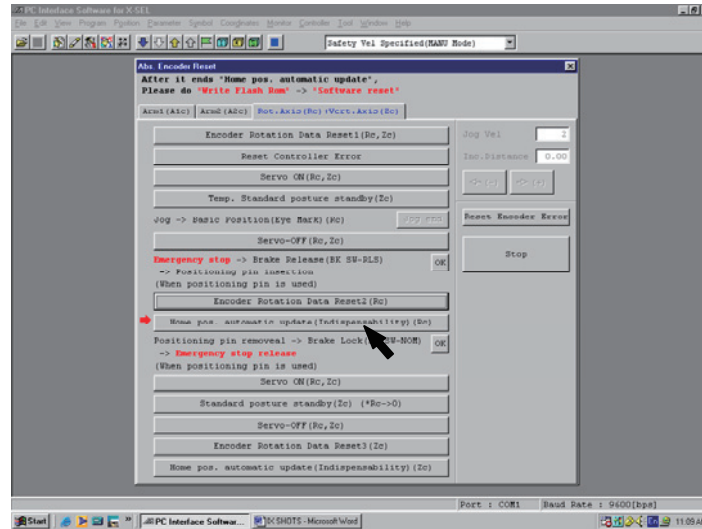 PC Interface Software for X-SEL
File Edit View Program Position Parameter Symbol Coordinates Monitor Controller Tool Window Help
Safety Vel Specified(MANU Mode)
Abs. Encoder Reset
After it ends "Home pos. automatic update",
Please do "Write Flash Rom" -> "Software reset"
Arm1(A1c) Arm2(A2c) Rot.Axis(Rc)+Vert.Axis(Zc)
Encoder Rotation Data Reset1(Rc,Zc)
Reset Controller Error
Servo ON(Rc,Zc)
Temp. Standard posture standby(Zc)
Jog -> Basic Position(Eye Mark)(Rc) Jog end
Servo-OFF(Rc,Zc)
Emergency stop -> Brake Release(BK SW-RLS) OK
-> Positioning pin insertion
(When positioning pin is used)
Encoder Rotation Data Reset2(Rc)
Home pos. automatic update(Indispensability)(Rc)
Positioning pin removeal -> Brake Lock( SW-NOM) OK
-> Emergency stop release
(When positioning pin is used)
Servo ON(Rc,Zc)
Standard posture standby(Zc) (*Rc->0)
Servo-OFF(Rc,Zc)
Encoder Rotation Data Reset3(Zc)
Home pos. automatic update(Indispensability)(Zc)
Jog Vel 2
Inc.Distance 0.00
Reset Encoder Error
Stop
Port : COM1 Baud Rate : 9600[bps]
Start PC Interface Softwar... IX SHOTS - Microsoft Word 11:09 A